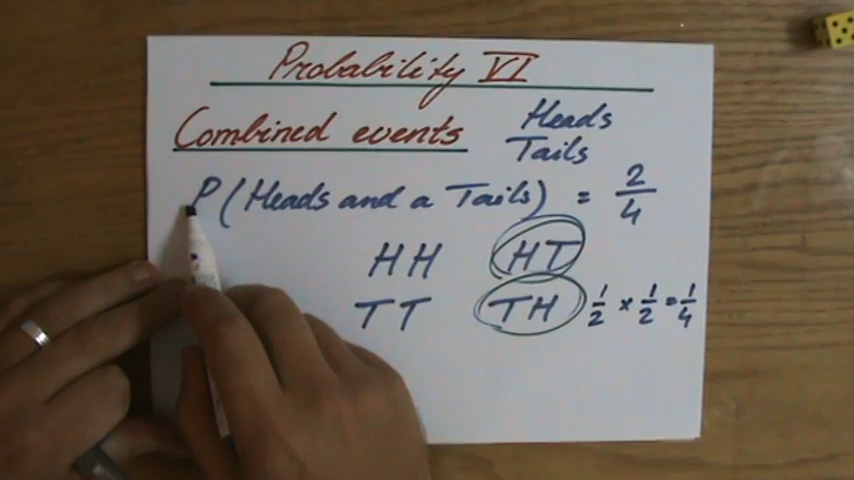 Probability VI
Combined events
Heads
Tails
P (Heads and a Tails) = 2/4
HH HT
TT TH 1/2 × 1/2 = 1/4